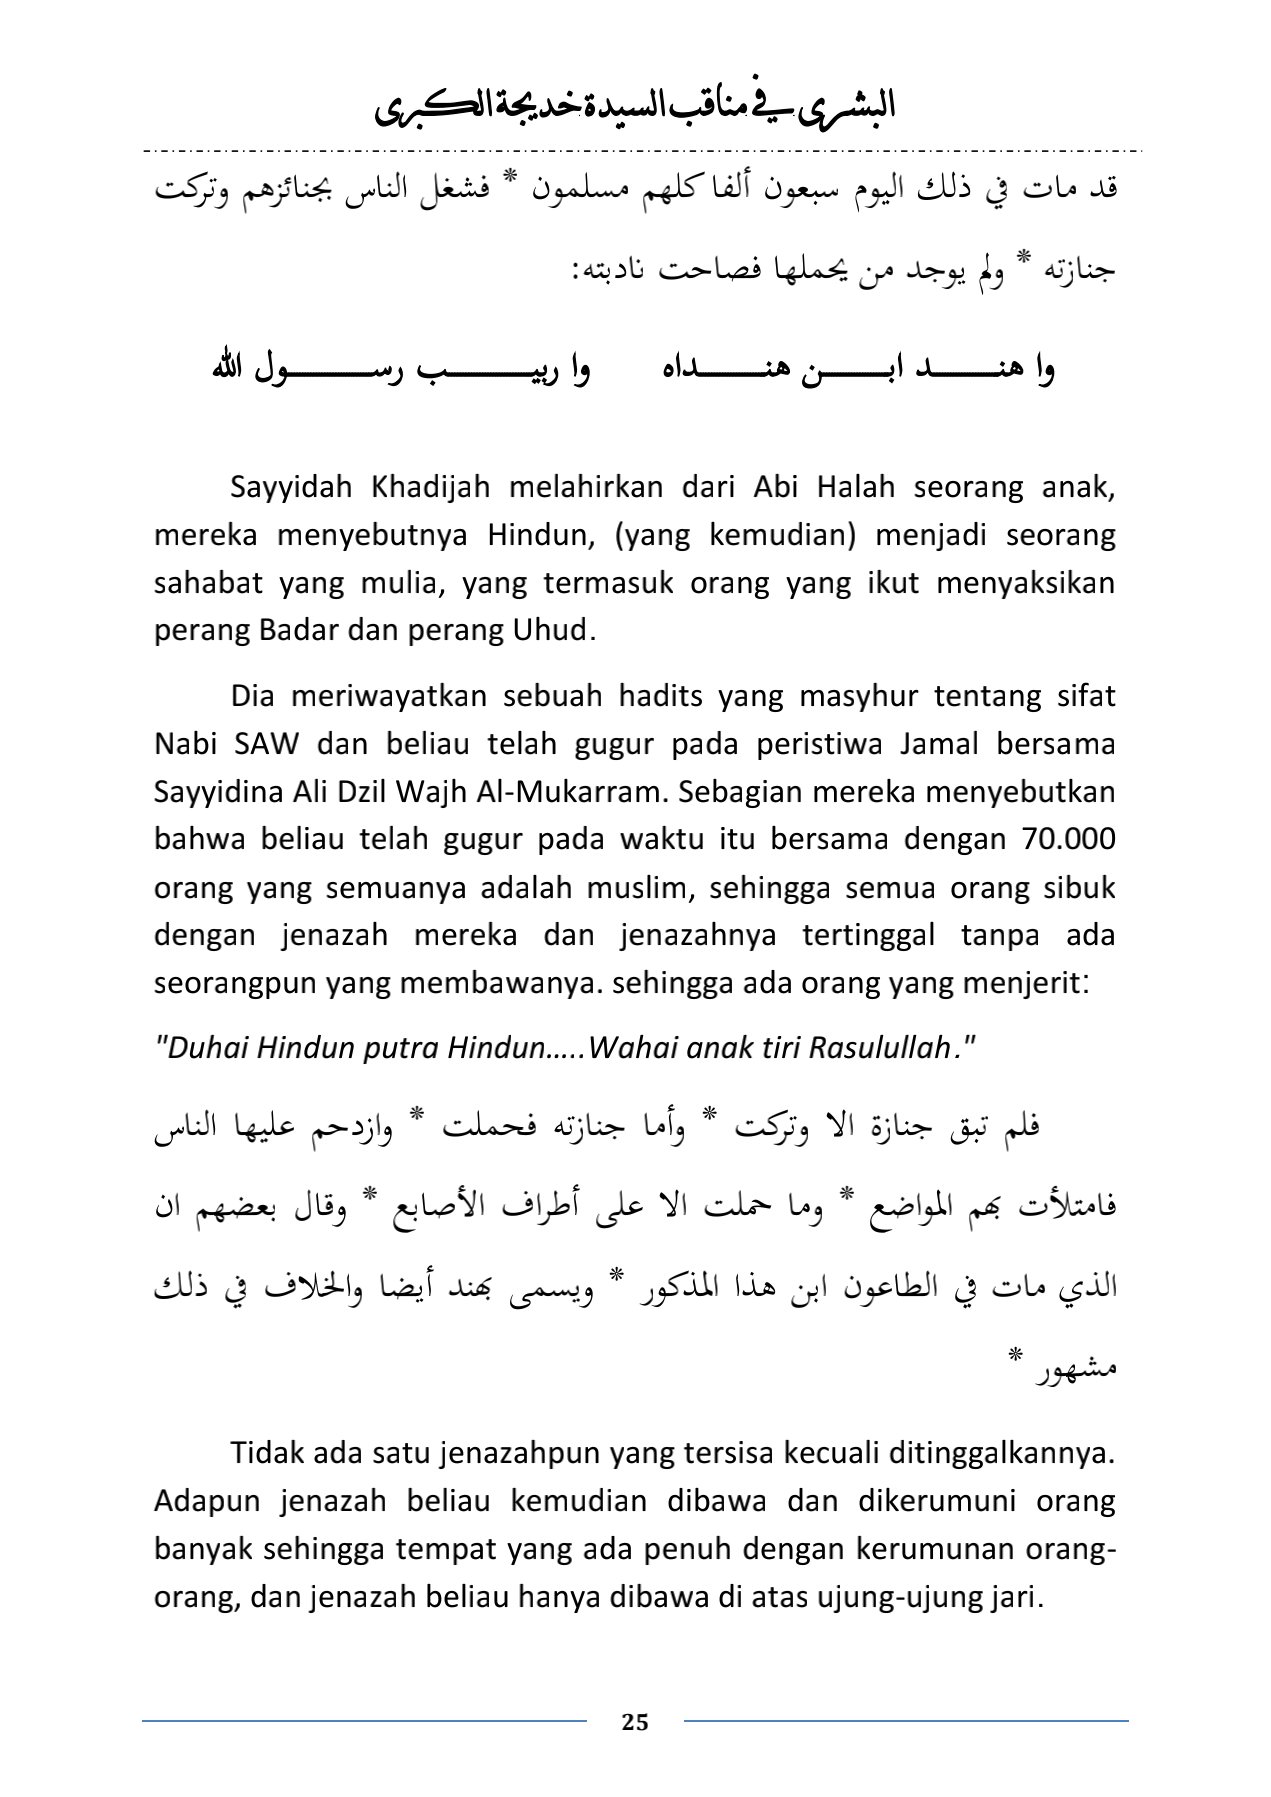 البشرى في مناقب السيدة خديجة الكبرى
قد مات في ذلك اليوم سبعون ألفا كلهم مسلمون * فشغل الناس بجنائزهم وتركت
جنازته * ولم يوجد من يحملها فصاحت نادبته:
وا هنـــــد ابـــــن هنـــــداه وا ربيـــــــب رســـــــول الله
Sayyidah Khadijah melahirkan dari Abi Halah seorang anak,
mereka menyebutnya Hindun, (yang kemudian) menjadi seorang
sahabat yang mulia, yang termasuk orang yang ikut menyaksikan
perang Badar dan perang Uhud.
Dia meriwayatkan sebuah hadits yang masyhur tentang sifat
Nabi SAW dan beliau telah gugur pada peristiwa Jamal bersama
Sayyidina Ali Dzil Wajh Al-Mukarram. Sebagian mereka menyebutkan
bahwa beliau telah gugur pada waktu itu bersama dengan 70.000
orang yang semuanya adalah muslim, sehingga semua orang sibuk
dengan jenazah mereka dan jenazahnya tertinggal tanpa ada
seorangpun yang membawanya. sehingga ada orang yang menjerit:
"Duhai Hindun putra Hindun…..Wahai anak tiri Rasulullah."
فلم تبق جنازة الا وتركت * وأما جنازته فحملت * وازدحم عليها الناس
فامتلأت بهم المواضع * وما حملت الا على أطراف الأصابع * وقال بعضهم ان
الذي مات في الطاعون ابن هذا المذكور * ويسمى بهند أيضا والخلاف في ذلك
مشهور *
Tidak ada satu jenazahpun yang tersisa kecuali ditinggalkannya.
Adapun jenazah beliau kemudian dibawa dan dikerumuni orang
banyak sehingga tempat yang ada penuh dengan kerumunan orang-
orang, dan jenazah beliau hanya dibawa di atas ujung-ujung jari.
25